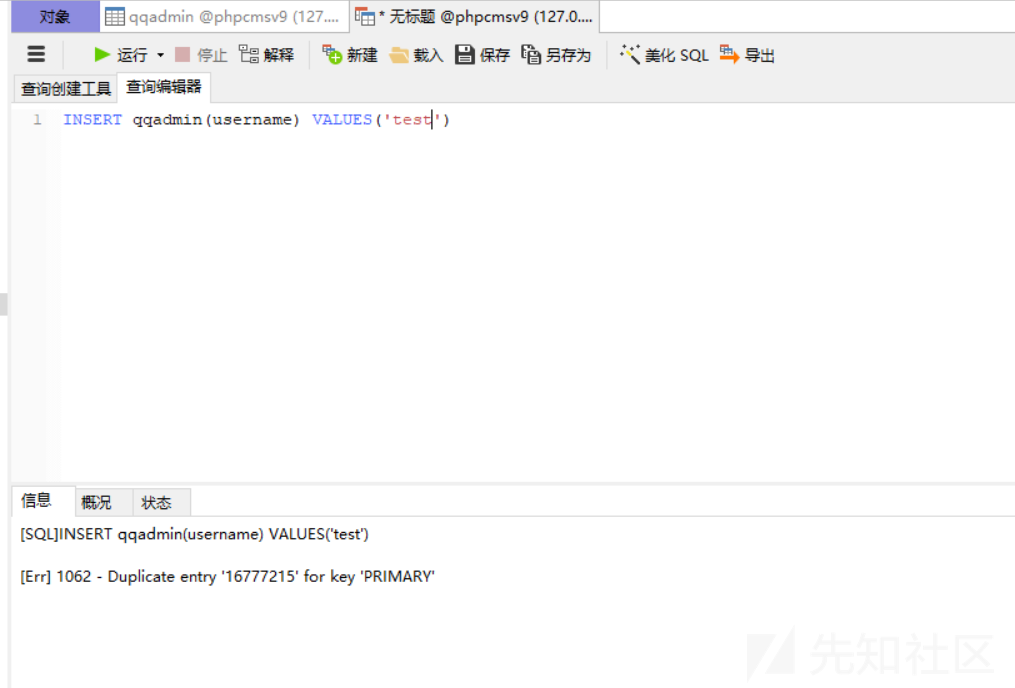 对象 qqadmin @phpcmsv9 (127.... * 无标题 @phpcmsv9 (127.0....
运行 停止 解释 新建 载入 保存 另存为 美化 SQL 导出
查询创建工具 查询编辑器
1 INSERT qqadmin(username) VALUES('test')
信息 概况 状态
[SQL]INSERT qqadmin(username) VALUES('test')
[Err] 1062 - Duplicate entry '16777215' for key 'PRIMARY'
先知社区